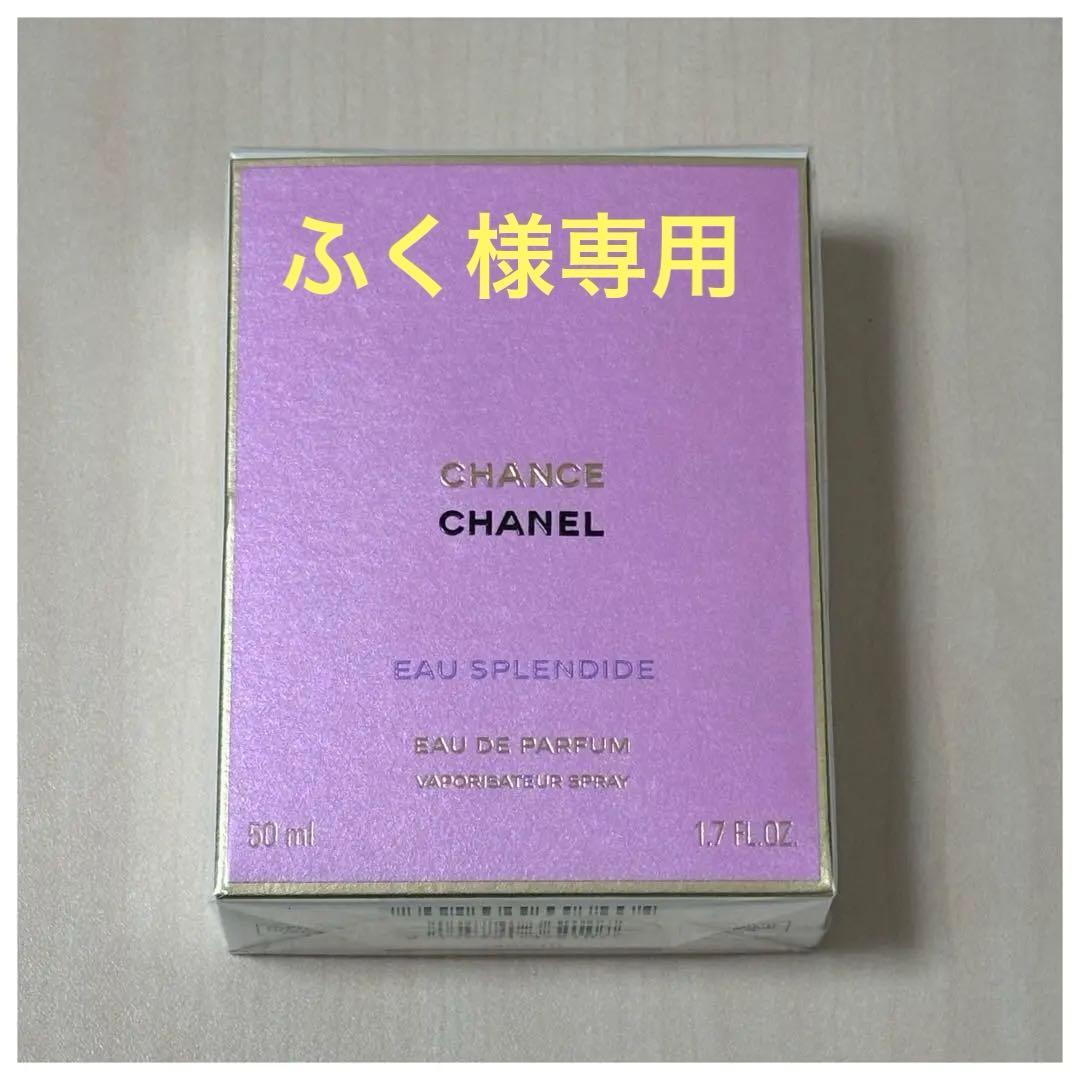 ふく様専用
CHANCE
CHANEL
EAU SPLENDIDE
EAU DE PARFUM
VAPORISATEUR SPRAY
50 ml 1.7 FL.OZ.